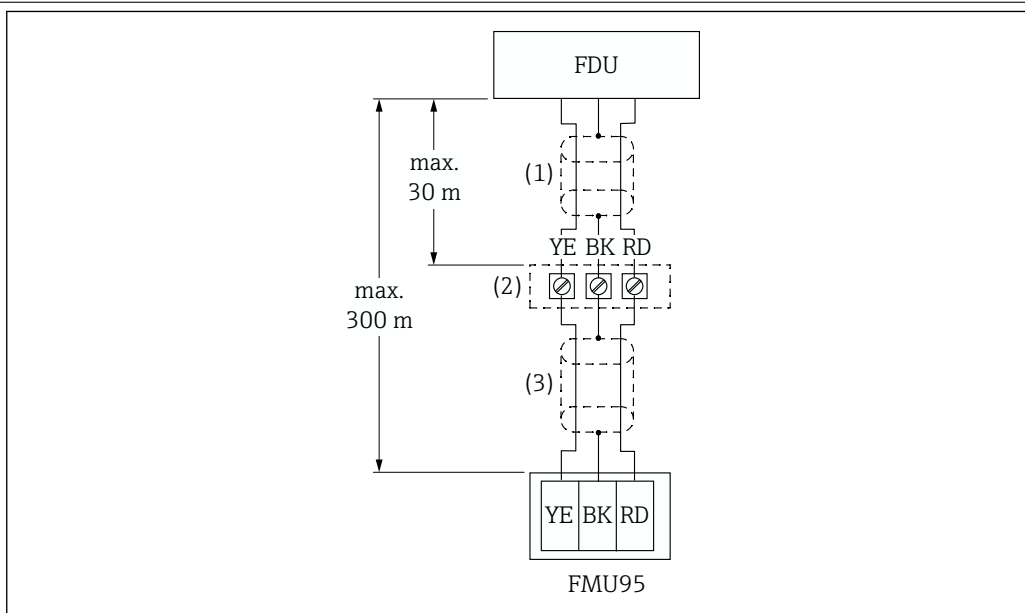 FDU
max.
30 m
(1)
YE BK RD
(2)
max.
300 m
(3)
YE BK RD
FMU95